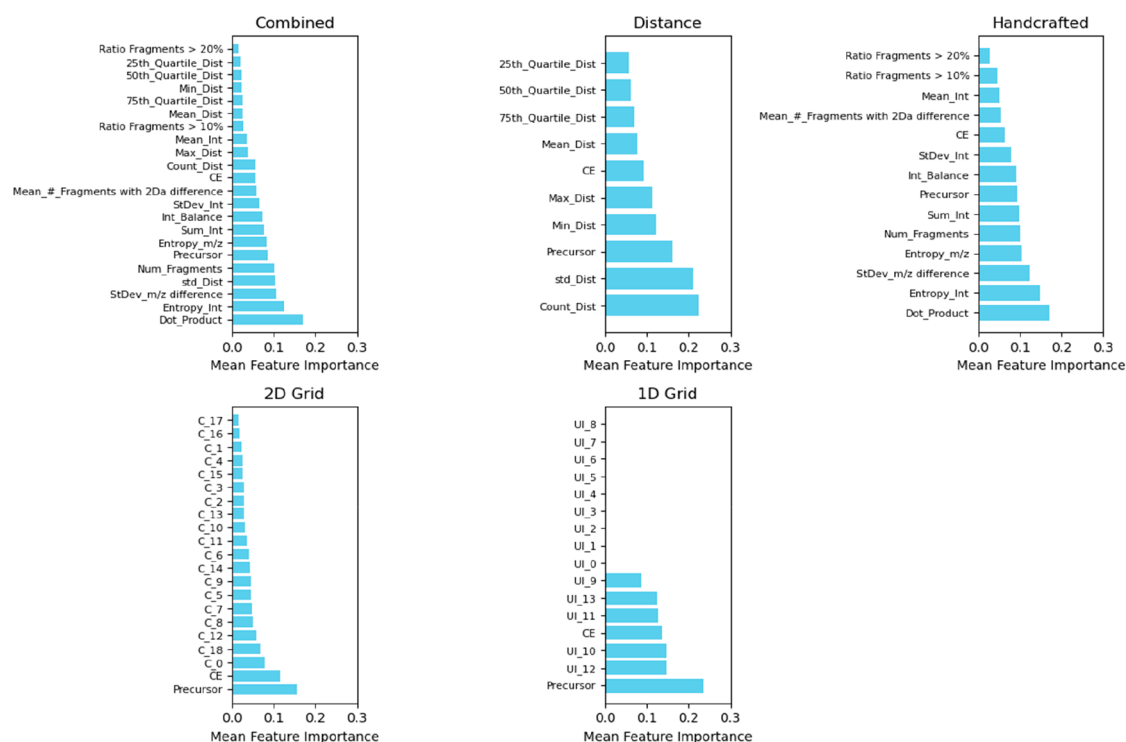 Combined
Ratio Fragments > 20%
25th_Quartile_Dist
50th_Quartile_Dist
Min_Dist
75th_Quartile_Dist
Mean_Dist
Ratio Fragments > 10%
Mean_Int
Max_Dist
Count_Dist
CE
Mean_#_Fragments with 2Da difference
StDev_Int
Int_Balance
Sum_Int
Entropy_m/z
Precursor
Num_Fragments
std_Dist
StDev_m/z difference
Entropy_Int
Dot_Product
0.0 0.1 0.2 0.3
Mean Feature Importance
Distance
25th_Quartile_Dist
50th_Quartile_Dist
75th_Quartile_Dist
Mean_Dist
CE
Max_Dist
Min_Dist
Precursor
std_Dist
Count_Dist
0.0 0.1 0.2 0.3
Mean Feature Importance
Handcrafted
Ratio Fragments > 20%
Ratio Fragments > 10%
Mean_Int
Mean_#_Fragments with 2Da difference
CE
StDev_Int
Int_Balance
Precursor
Sum_Int
Num_Fragments
Entropy_m/z
StDev_m/z difference
Entropy_Int
Dot_Product
0.0 0.1 0.2 0.3
Mean Feature Importance
2D Grid
C_17
C_16
C_1
C_4
C_15
C_3
C_2
C_13
C_10
C_11
C_6
C_14
C_9
C_5
C_7
C_8
C_12
C_18
C_0
CE
Precursor
0.0 0.1 0.2 0.3
Mean Feature Importance
1D Grid
UI_8
UI_7
UI_6
UI_5
UI_4
UI_3
UI_2
UI_1
UI_0
UI_9
UI_13
UI_11
CE
UI_10
UI_12
Precursor
0.0 0.1 0.2 0.3
Mean Feature Importance